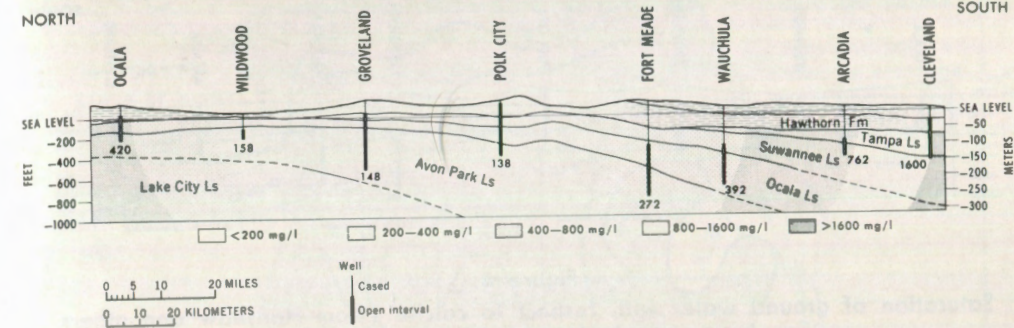 NORTH
SOUTH
OCALA
WILDWOOD
GROVELAND
POLK CITY
FORT MEADE
WAUCHULA
ARCADIA
CLEVELAND
SEA LEVEL
-200
-400
-600
-800
-1000
FEET
SEA LEVEL
-50
-100
-150
-200
-250
-300
METERS
Hawthorn Fm
Tampa Ls
Suwannee Ls
Ocala Ls
Avon Park Ls
Lake City Ls
420
158
148
138
272
392
762
1600
<200 mg/l
200-400 mg/l
400-800 mg/l
800-1600 mg/l
>1600 mg/l
0 5 10 20 MILES
0 10 20 KILOMETERS
Well
Cased
Open interval